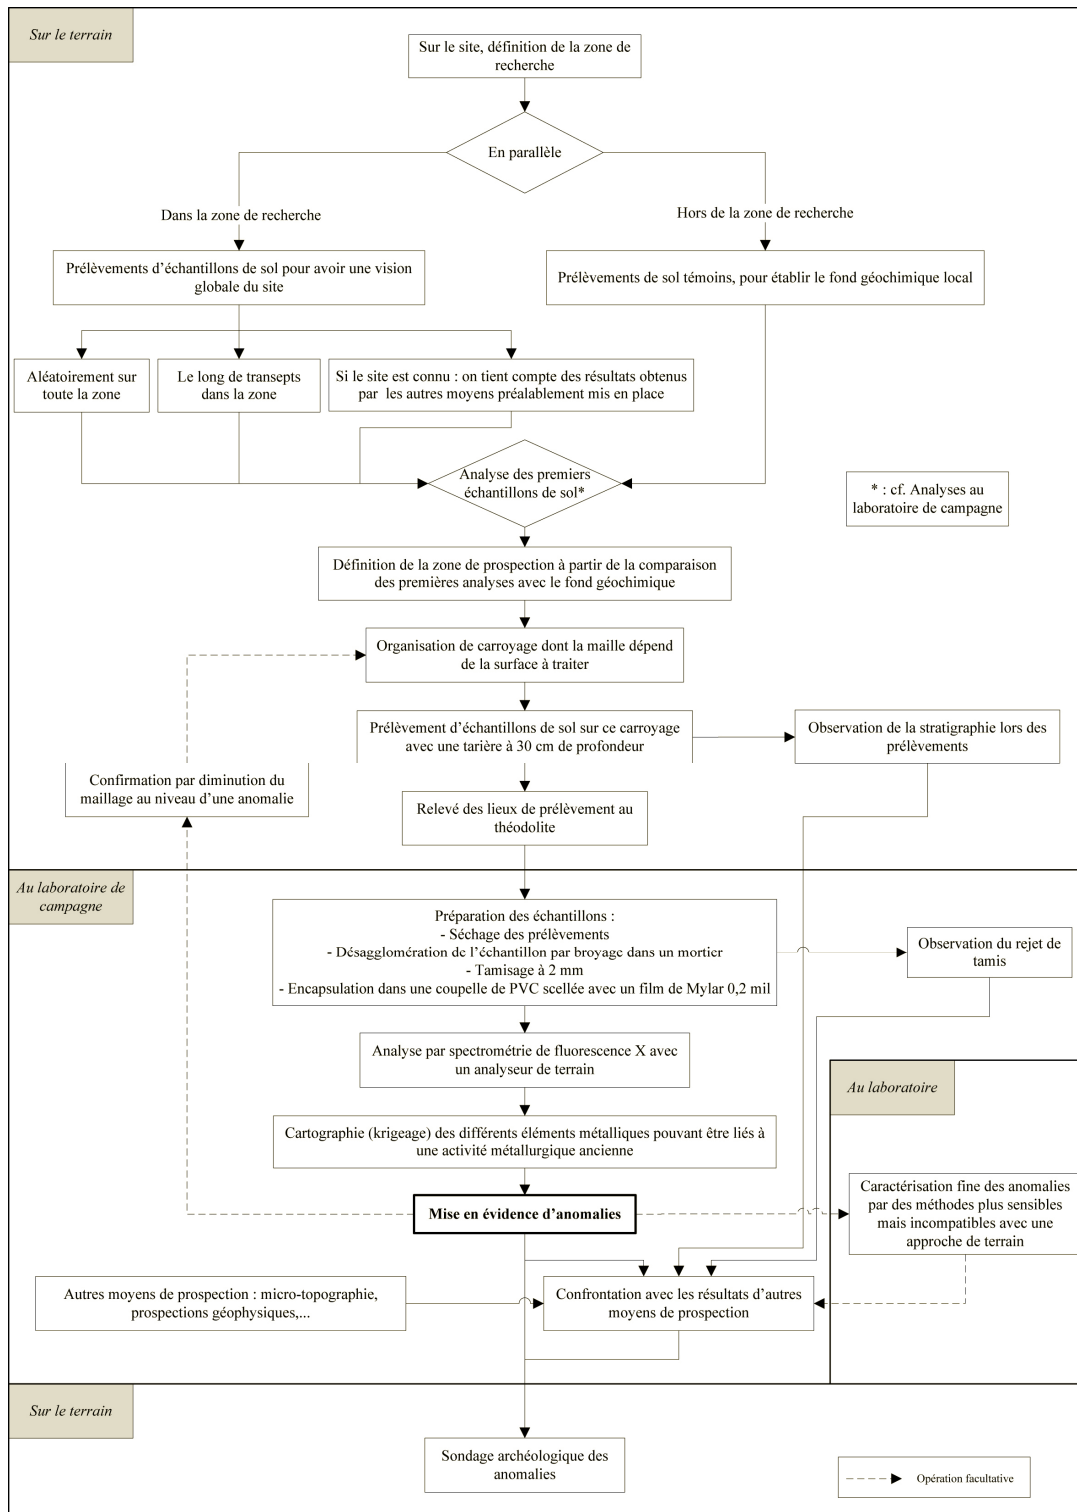 Sur le terrain
Sur le site, définition de la zone de
recherche
En parallèle
Dans la zone de recherche
Hors de la zone de recherche
Prélèvements d'échantillons de sol pour avoir une vision
globale du site
Prélèvements de sol témoins, pour établir le fond géochimique local
Aléatoirement sur
toute la zone
Le long de transepts
dans la zone
Si le site est connu : on tient compte des résultats obtenus
par les autres moyens préalablement mis en place
Analyse des premiers
échantillons de sol*
* : cf. Analyses au
laboratoire de campagne
Définition de la zone de prospection à partir de la comparaison
des premières analyses avec le fond géochimique
Organisation de carroyage dont la maille dépend
de la surface à traiter
Prélèvement d'échantillons de sol sur ce carroyage
avec une tarière à 30 cm de profondeur
Observation de la stratigraphie lors des
prélèvements
Confirmation par diminution du
maillage au niveau d'une anomalie
Relevé des lieux de prélèvement au
théodolite
Au laboratoire de
campagne
Préparation des échantillons :
- Séchage des prélèvements
- Désagglomération de l'échantillon par broyage dans un mortier
- Tamisage à 2 mm
- Encapsulation dans une coupelle de PVC scellée avec un film de Mylar 0,2 mil
Observation du rejet de
tamis
Analyse par spectrométrie de fluorescence X avec
un analyseur de terrain
Au laboratoire
Cartographie (krigeage) des différents éléments métalliques pouvant être liés à
une activité métallurgique ancienne
Mise en évidence d'anomalies
Caractérisation fine des anomalies
par des méthodes plus sensibles
mais incompatibles avec une
approche de terrain
Autres moyens de prospection : micro-topographie,
prospections géophysiques,...
Confrontation avec les résultats d'autres
moyens de prospection
Sur le terrain
Sondage archéologique des
anomalies
Opération facultative